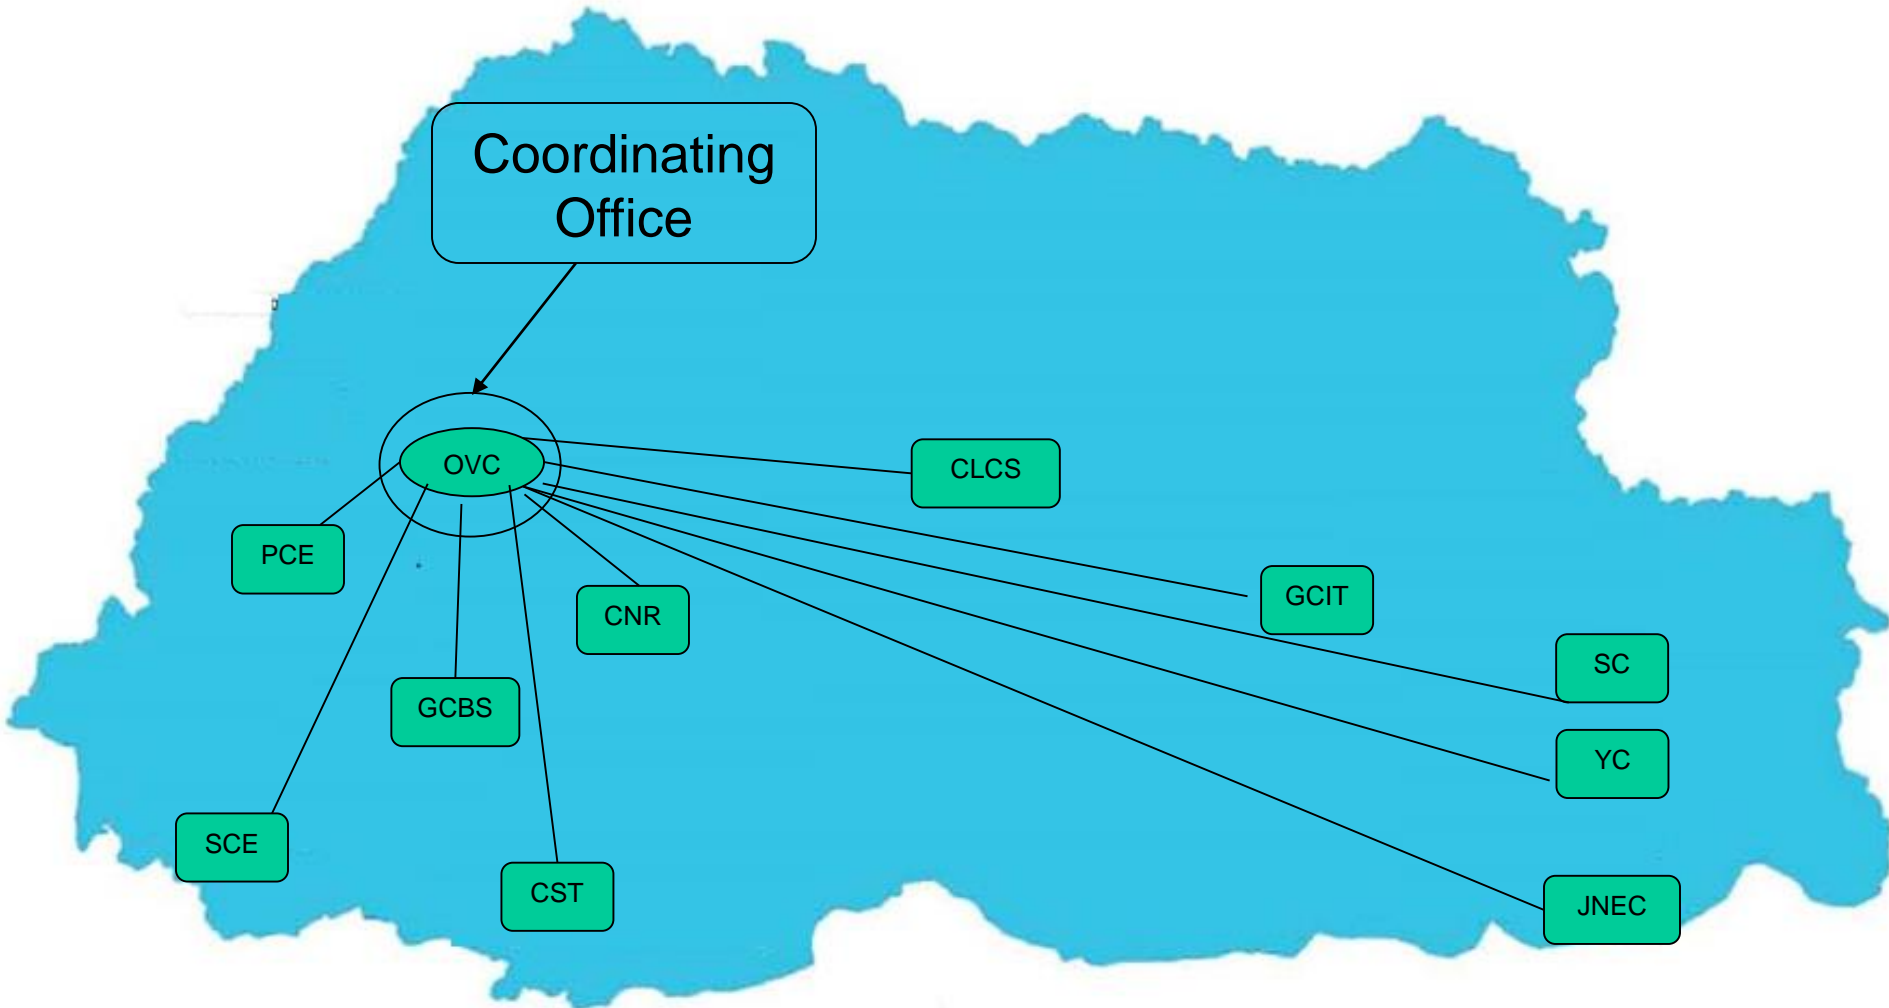 Coordinating
Office
OVC
CLCS
PCE
CNR
GCIT
SC
GCBS
YC
SCE
CST
JNEC